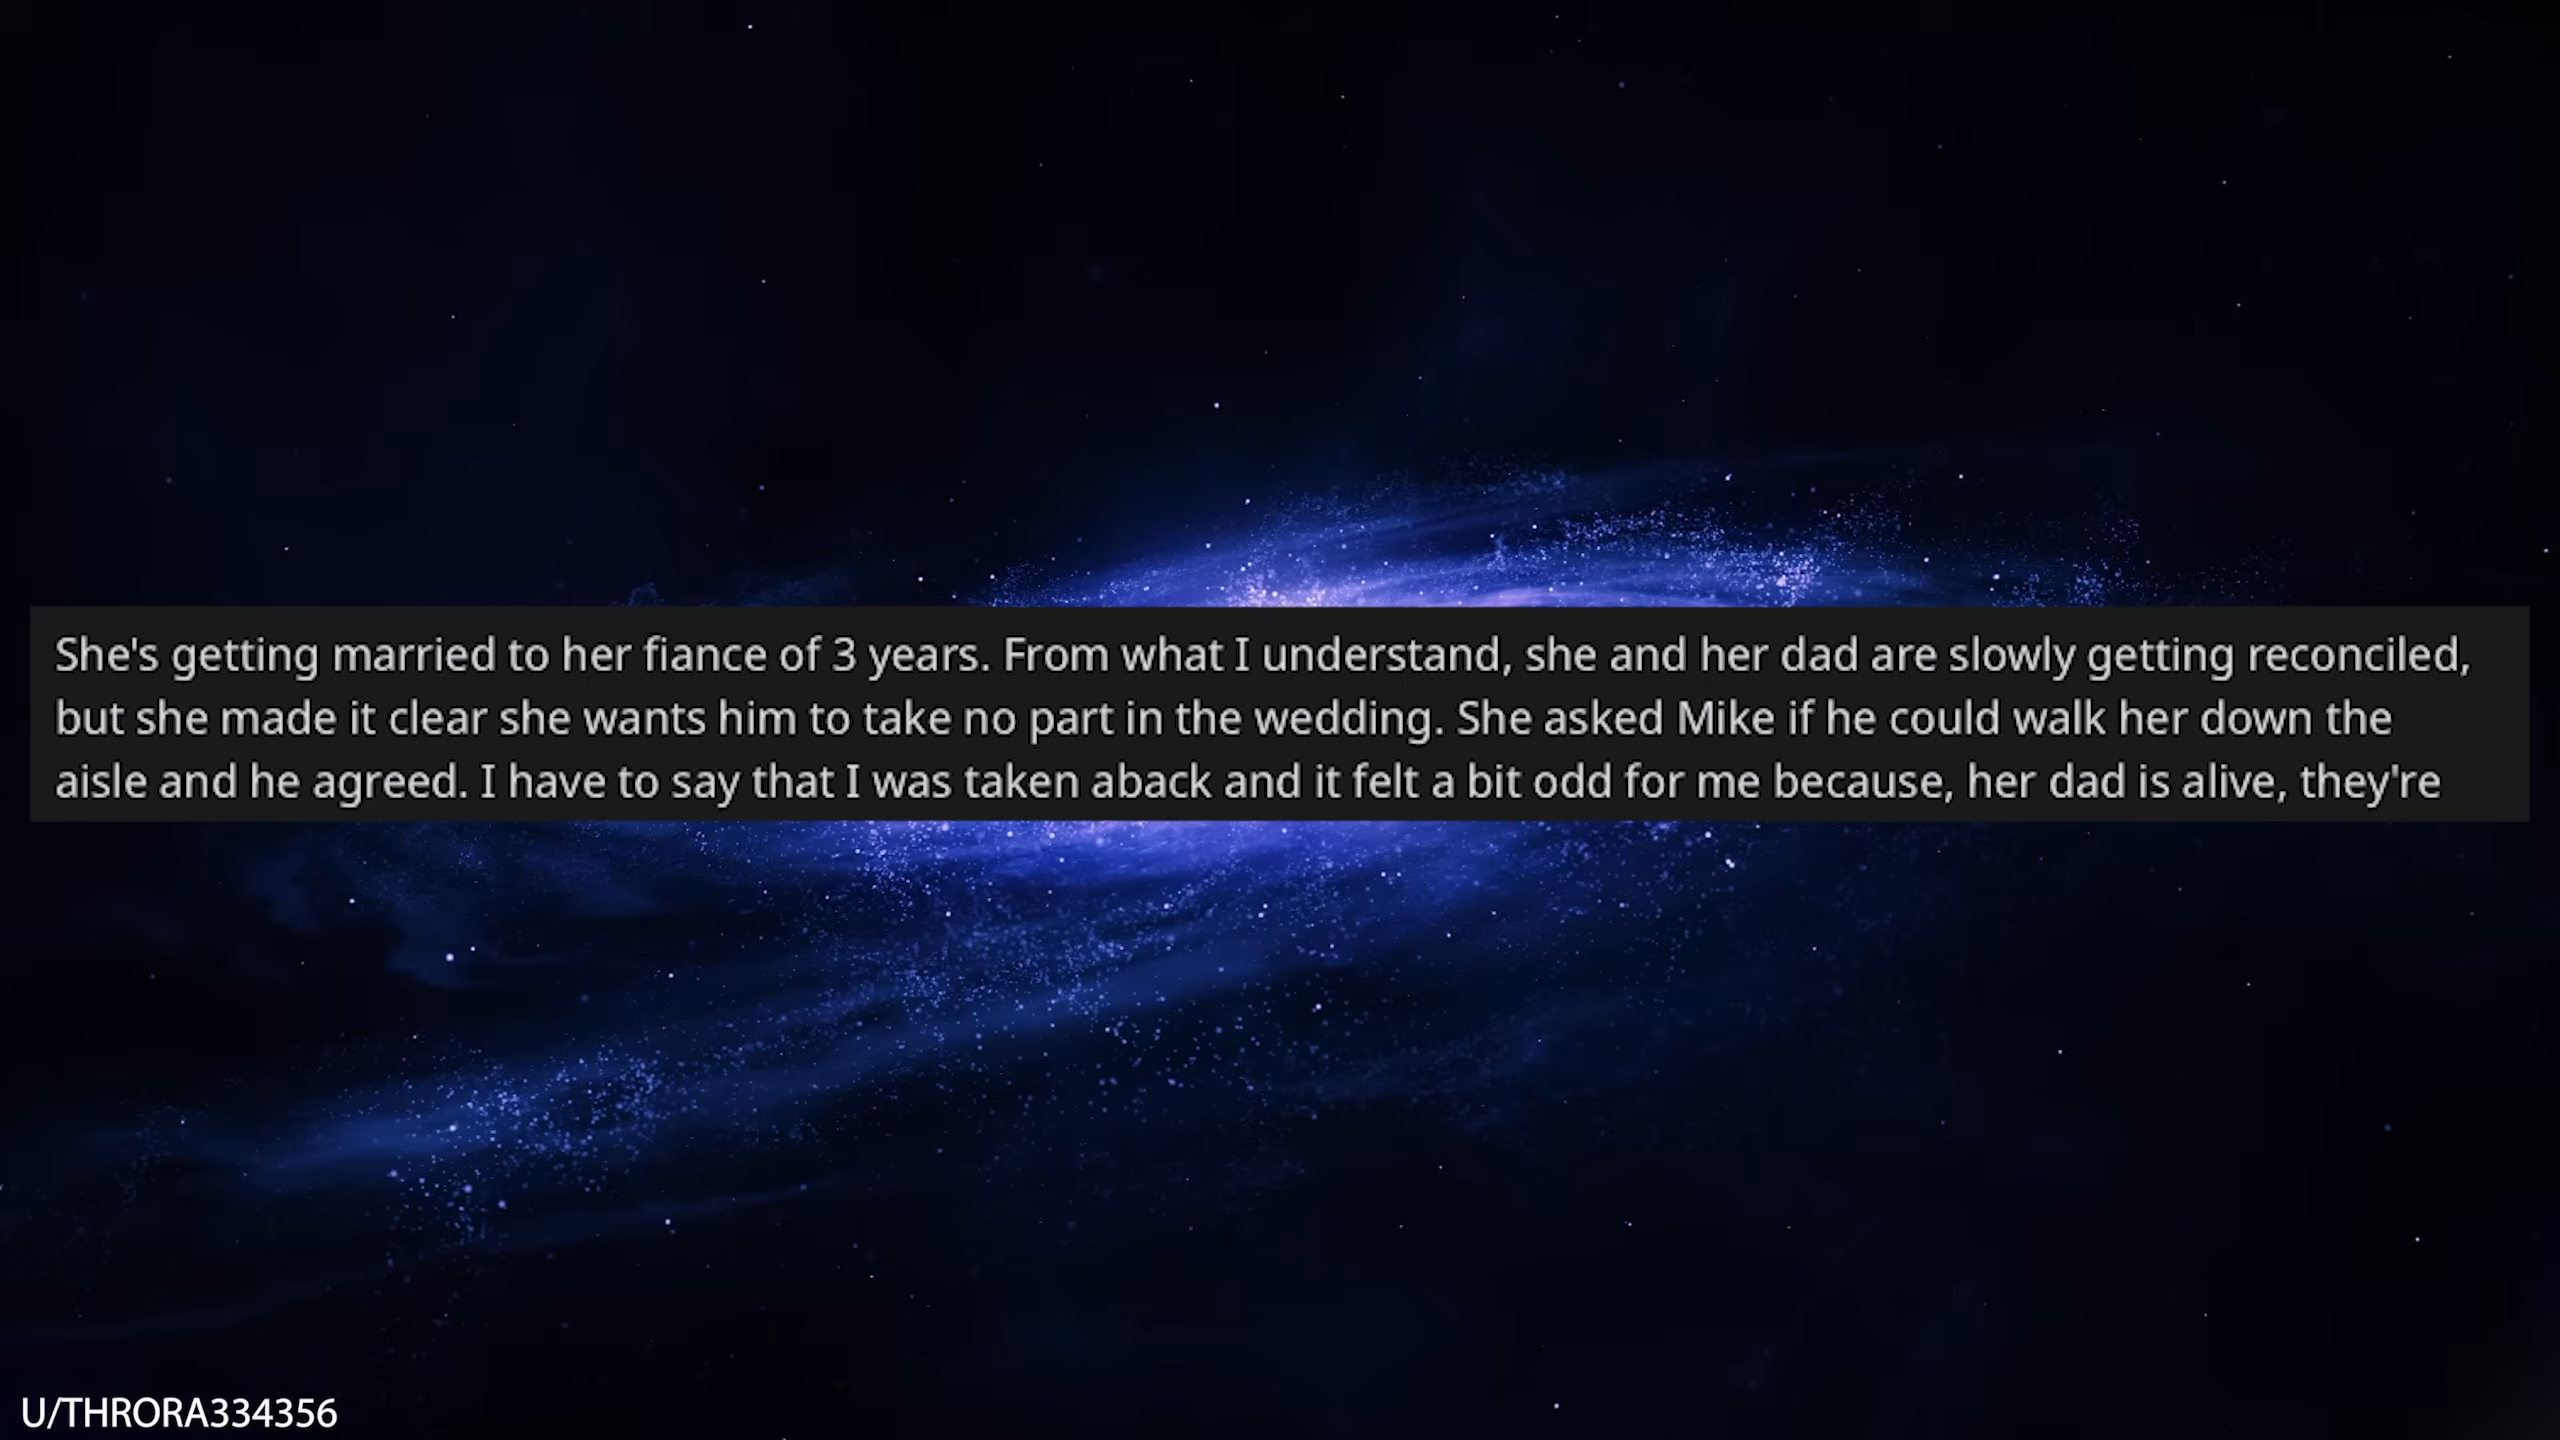 She's getting married to her fiance of 3 years. From what I understand, she and her dad are slowly getting reconciled,
but she made it clear she wants him to take no part in the wedding. She asked Mike if he could walk her down the
aisle and he agreed. I have to say that I was taken aback and it felt a bit odd for me because, her dad is alive, they're
U/THRORA334356